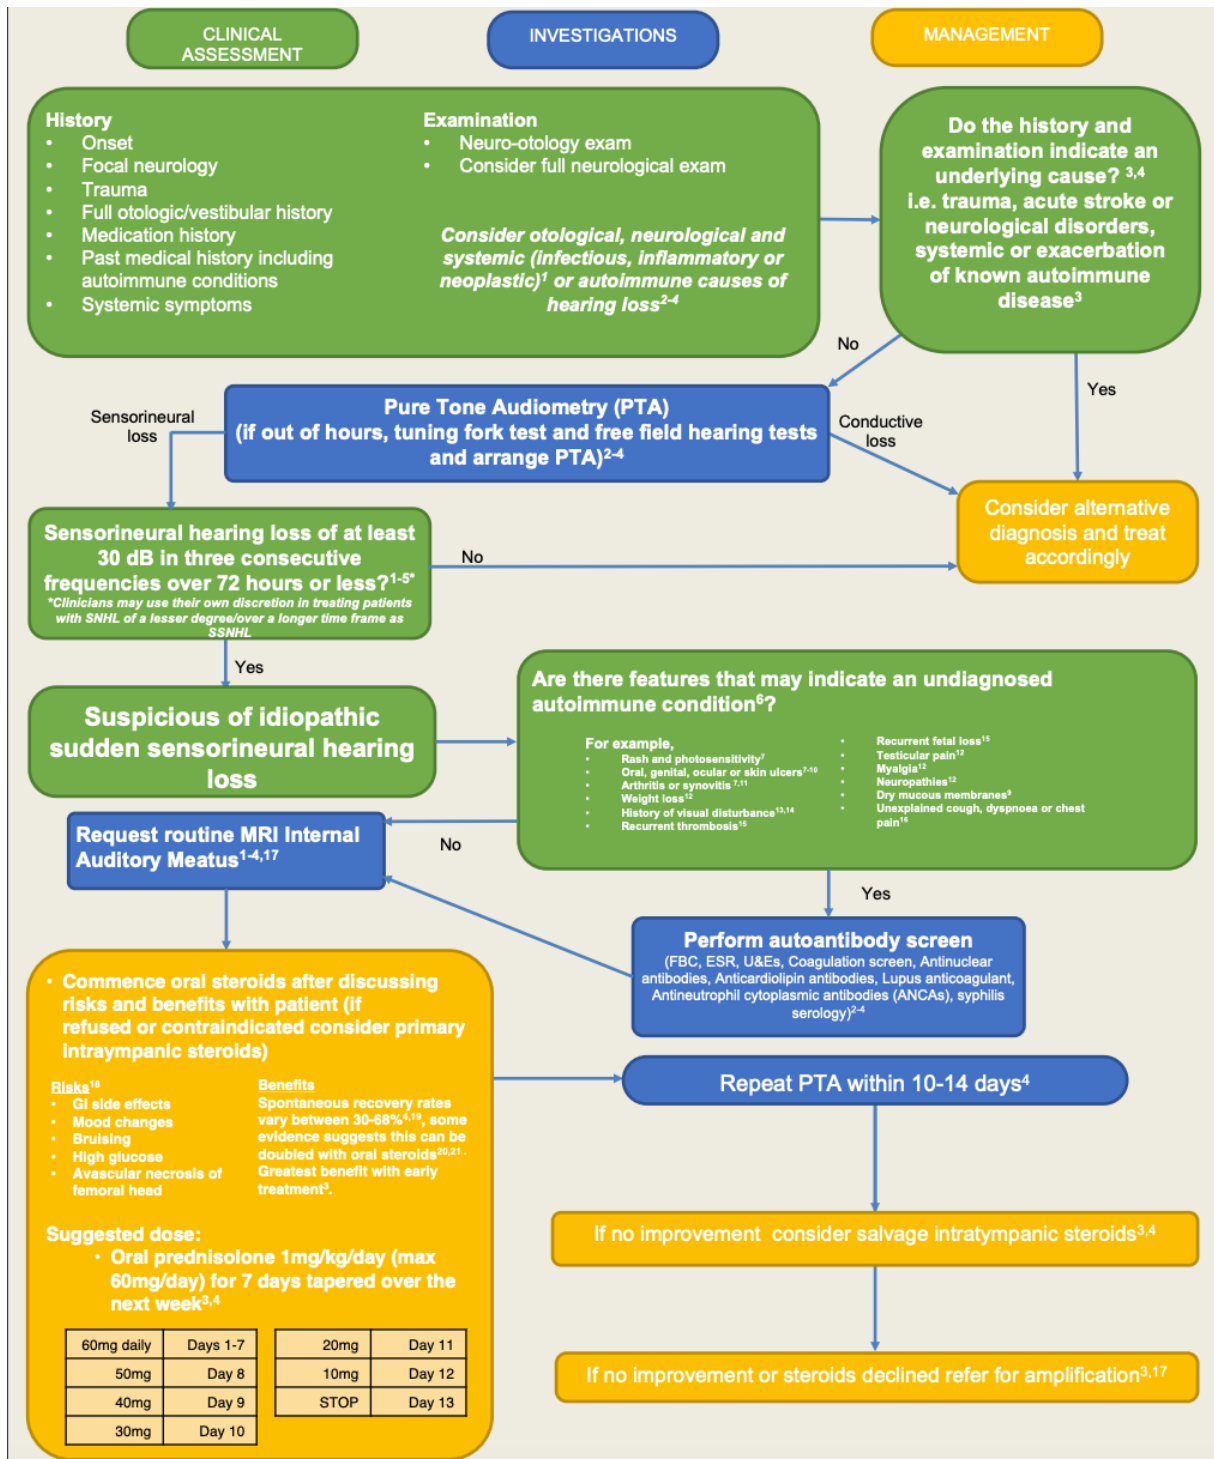 CLINICAL
ASSESSMENT
INVESTIGATIONS
MANAGEMENT
History
• Onset
• Focal neurology
• Trauma
• Full otologic/vestibular history
• Medication history
• Past medical history including
autoimmune conditions
• Systemic symptoms
Examination
• Neuro-otology exam
• Consider full neurological exam
Consider otological, neurological and
systemic (infectious, inflammatory or
neoplastic)1 or autoimmune causes of
hearing loss2-4
Do the history and
examination indicate an
underlying cause? 3,4
i.e. trauma, acute stroke or
neurological disorders,
systemic or exacerbation
of known autoimmune
disease3
No
Yes
Sensorineural
loss
Pure Tone Audiometry (PTA)
(if out of hours, tuning fork test and free field hearing tests
and arrange PTA)2-4
Conductive
loss
Consider alternative
diagnosis and treat
accordingly
Sensorineural hearing loss of at least
30 dB in three consecutive
frequencies over 72 hours or less?1-5*
*Clinicians may use their own discretion in treating patients
with SNHL of a lesser degree/over a longer time frame as
SSNHL
No
Yes
Suspicious of idiopathic
sudden sensorineural hearing
loss
Are there features that may indicate an undiagnosed
autoimmune condition6?
For example,
• Rash and photosensitivity7
• Oral, genital, ocular or skin ulcers7-10
• Arthritis or synovitis 7,11
• Weight loss12
• History of visual disturbance13,14
• Recurrent thrombosis15
• Recurrent fetal loss15
• Testicular pain12
• Myalgia12
• Neuropathies12
• Dry mucous membranes9
• Unexplained cough, dyspnoea or chest
pain16
No
Yes
Request routine MRI Internal
Auditory Meatus1-4,17
Perform autoantibody screen
(FBC, ESR, U&Es, Coagulation screen, Antinuclear
antibodies, Anticardiolipin antibodies, Lupus anticoagulant,
Antineutrophil cytoplasmic antibodies (ANCAs), syphilis
serology)2-4
• Commence oral steroids after discussing
risks and benefits with patient (if
refused or contraindicated consider primary
intraympanic steroids)
Risks18
• GI side effects
• Mood changes
• Bruising
• High glucose
• Avascular necrosis of
femoral head
Benefits
Spontaneous recovery rates
vary between 30-68%4,19, some
evidence suggests this can be
doubled with oral steroids20,21 .
Greatest benefit with early
treatment3.
Suggested dose:
• Oral prednisolone 1mg/kg/day (max
60mg/day) for 7 days tapered over the
next week3,4
60mg daily Days 1-7
50mg Day 8
40mg Day 9
30mg Day 10
20mg Day 11
10mg Day 12
STOP Day 13
Repeat PTA within 10-14 days4
If no improvement consider salvage intratympanic steroids3,4
If no improvement or steroids declined refer for amplification3,17